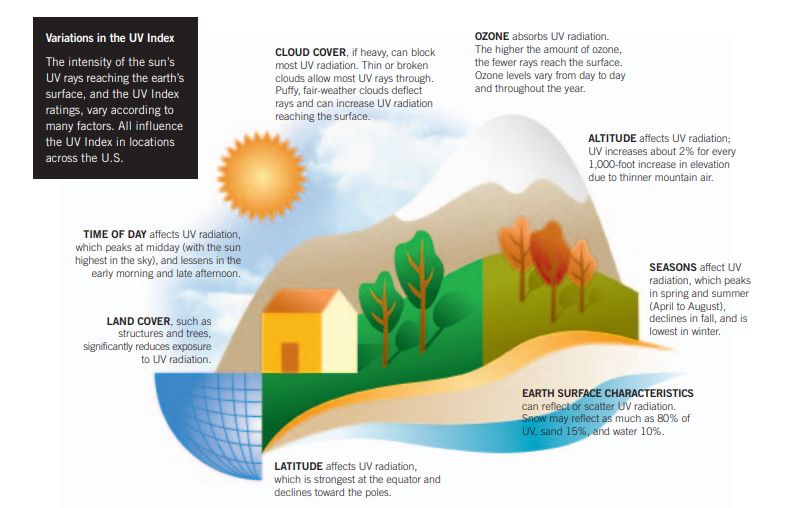 Variations in the UV Index
The intensity of the sun's
UV rays reaching the earth's
surface, and the UV Index
ratings, vary according to
many factors. All influence
the UV Index in locations
across the U.S.
CLOUD COVER, if heavy, can block
most UV radiation. Thin or broken
clouds allow most UV rays through.
Puffy, fair-weather clouds deflect
rays and can increase UV radiation
reaching the surface.
OZONE absorbs UV radiation.
The higher the amount of ozone,
the fewer rays reach the surface.
Ozone levels vary from day to day
and throughout the year.
ALTITUDE affects UV radiation;
UV increases about 2% for every
1,000-foot increase in elevation
due to thinner mountain air.
TIME OF DAY affects UV radiation,
which peaks at midday (with the sun
highest in the sky), and lessens in the
early morning and late afternoon.
SEASONS affect UV
radiation, which peaks
in spring and summer
(April to August),
declines in fall, and is
lowest in winter.
LAND COVER, such as
structures and trees,
significantly reduces exposure
to UV radiation.
EARTH SURFACE CHARACTERISTICS
can reflect or scatter UV radiation.
Snow may reflect as much as 80% of
UV, sand 15%, and water 10%.
LATITUDE affects UV radiation,
which is strongest at the equator and
declines toward the poles.